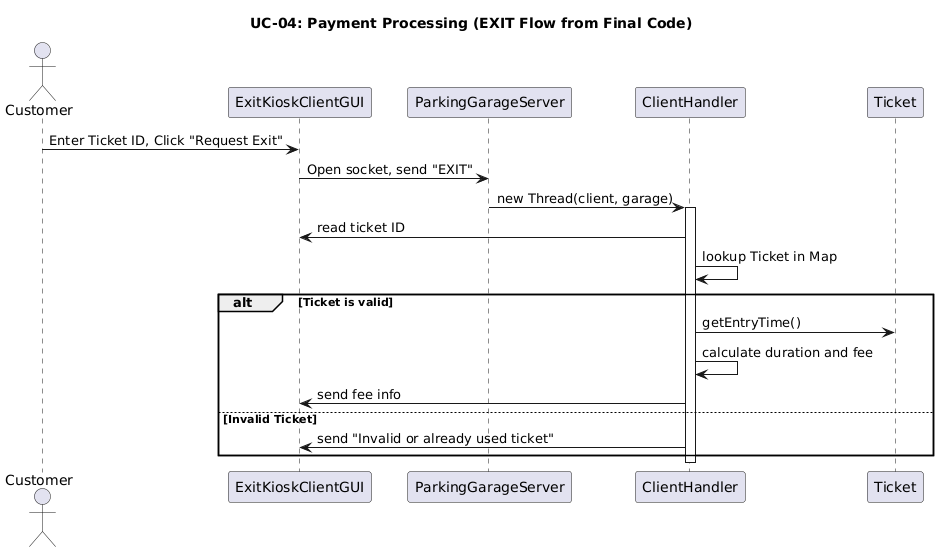 UC-04: Payment Processing (EXIT Flow from Final Code)
Customer
ExitKioskClientGUI
ParkingGarageServer
ClientHandler
Ticket
Enter Ticket ID, Click "Request Exit"
Open socket, send "EXIT"
new Thread(client, garage)
read ticket ID
lookup Ticket in Map
alt
[Ticket is valid]
getEntryTime()
calculate duration and fee
send fee info
[Invalid Ticket]
send "Invalid or already used ticket"
Customer
ExitKioskClientGUI
ParkingGarageServer
ClientHandler
Ticket